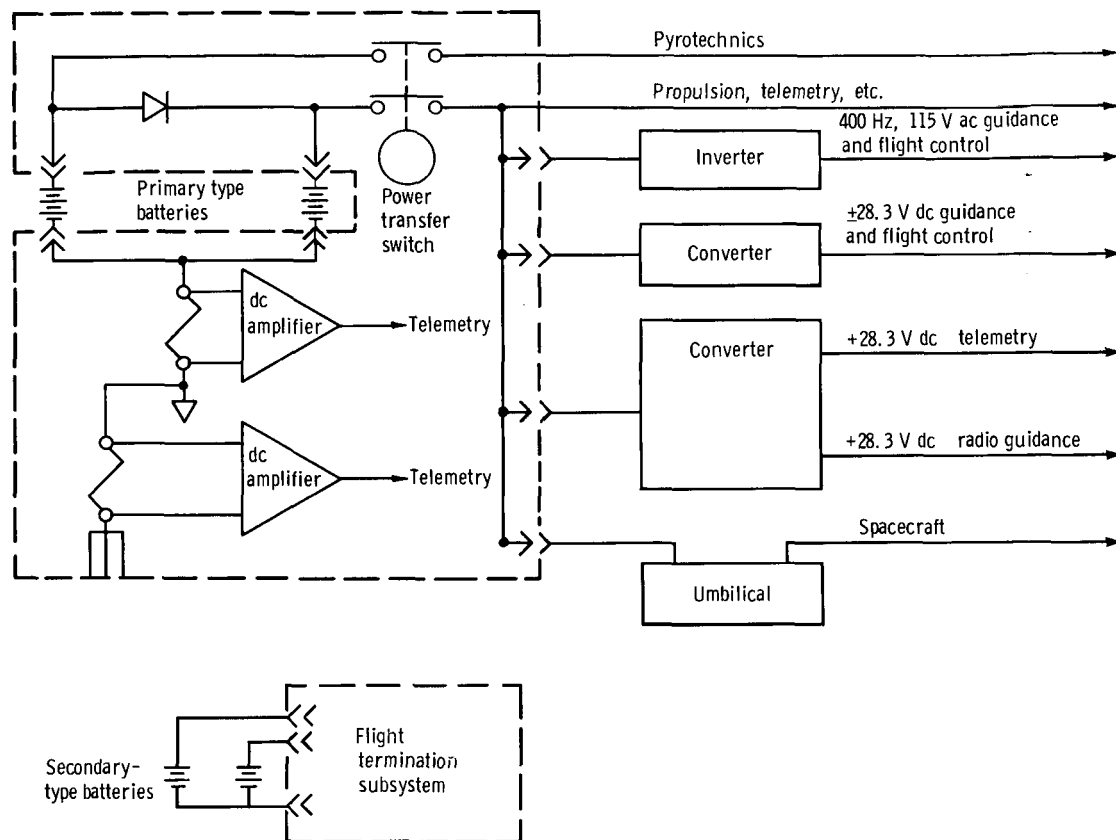 Pyrotechnics
Propulsion, telemetry, etc.
400 Hz, 115 V ac guidance
and flight control
Inverter
Primary type
batteries
Power
transfer
switch
+28.3 V dc guidance
and flight control
Converter
dc
amplifier
Telemetry
Converter
+28.3 V dc telemetry
dc
amplifier
Telemetry
+28.3 V dc radio guidance
Spacecraft
Umbilical
Flight
termination
subsystem
Secondary-
type batteries